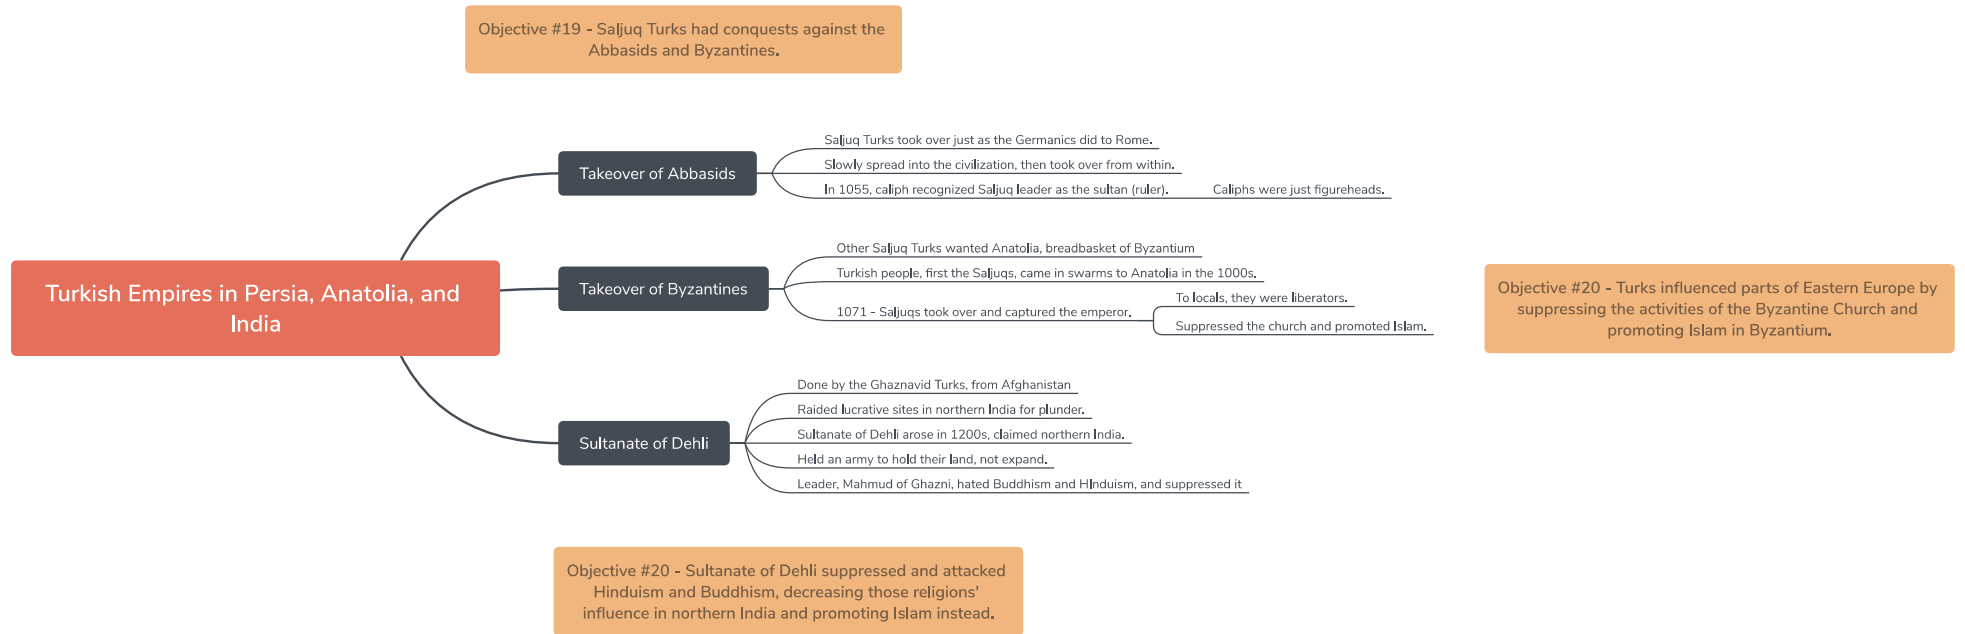 Objective #19 - Saljuq Turks had conquests against the
Abbasids and Byzantines.
Turkish Empires in Persia, Anatolia, and
India
Takeover of Abbasids
Saljuq Turks took over just as the Germanics did to Rome.
Slowly spread into the civilization, then took over from within.
In 1055, caliph recognized Saljuq leader as the sultan (ruler).
Caliphs were just figureheads.
Takeover of Byzantines
Other Saljuq Turks wanted Anatolia, breadbasket of Byzantium
Turkish people, first the Saljuqs, came in swarms to Anatolia in the 1000s.
1071 - Saljuqs took over and captured the emperor.
To locals, they were liberators.
Suppressed the church and promoted Islam.
Objective #20 - Turks influenced parts of Eastern Europe by
suppressing the activities of the Byzantine Church and
promoting Islam in Byzantium.
Sultanate of Dehli
Done by the Ghaznavid Turks, from Afghanistan
Raided lucrative sites in northern India for plunder.
Sultanate of Dehli arose in 1200s, claimed northern India.
Held an army to hold their land, not expand.
Leader, Mahmud of Ghazni, hated Buddhism and HInduism, and suppressed it
Objective #20 - Sultanate of Dehli suppressed and attacked
Hinduism and Buddhism, decreasing those religions'
influence in northern India and promoting Islam instead.